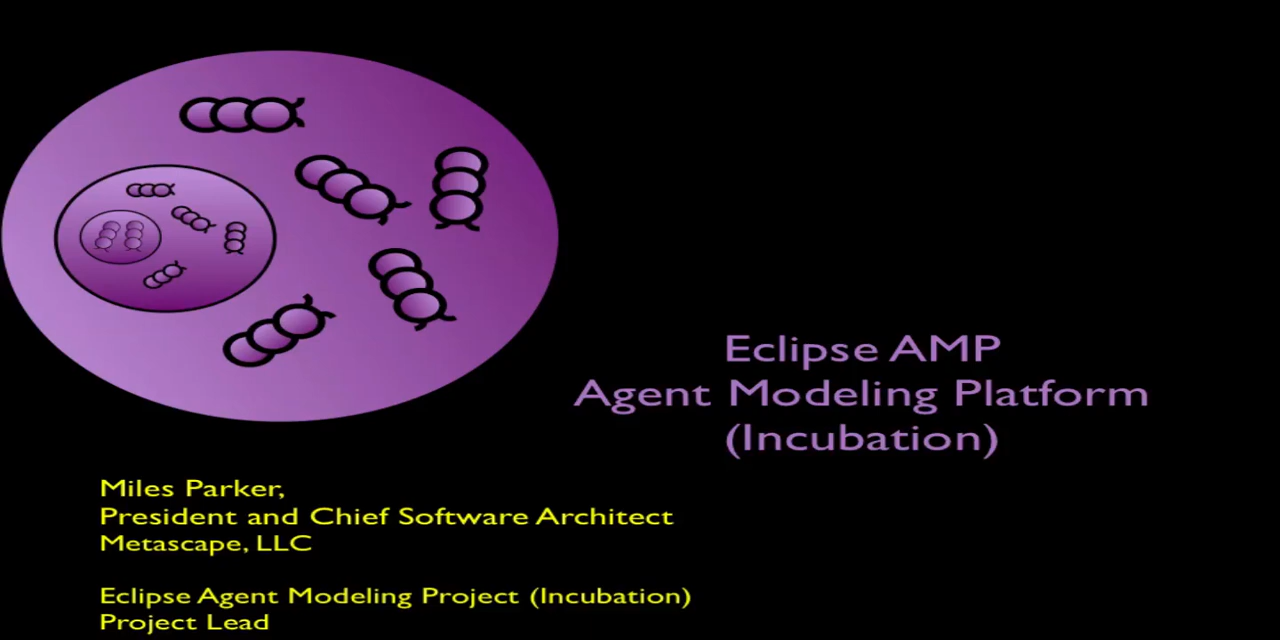 Eclipse AMP
Agent Modeling Platform
(Incubation)
Miles Parker,
President and Chief Software Architect
Metascape, LLC
Eclipse Agent Modeling Project (Incubation)
Project Lead